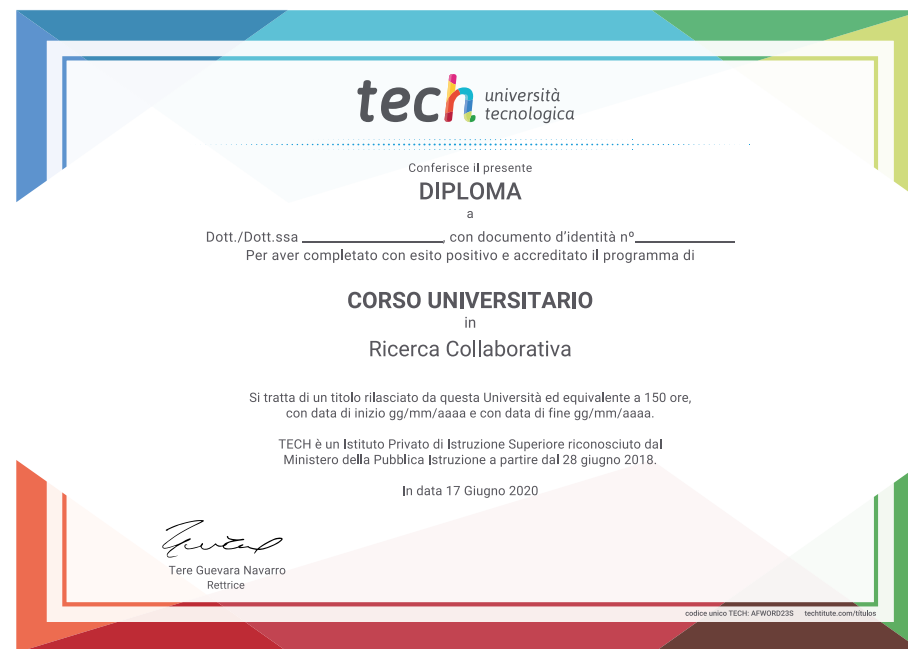 tech università
tecnologica
Conferisce il presente
DIPLOMA
a
Dott./Dott.ssa ____________________, con documento d'identità nº______________
Per aver completato con esito positivo e accreditato il programma di
CORSO UNIVERSITARIO
in
Ricerca Collaborativa
Si tratta di un titolo rilasciato da questa Università ed equivalente a 150 ore,
con data di inizio gg/mm/aaaa e con data di fine gg/mm/aaaa.
TECH è un Istituto Privato di Istruzione Superiore riconosciuto dal
Ministero della Pubblica Istruzione a partire dal 28 giugno 2018.
In data 17 Giugno 2020
Tere Guevara Navarro
Rettrice
codice unico TECH: AFWORD23S techtitute.com/titulos